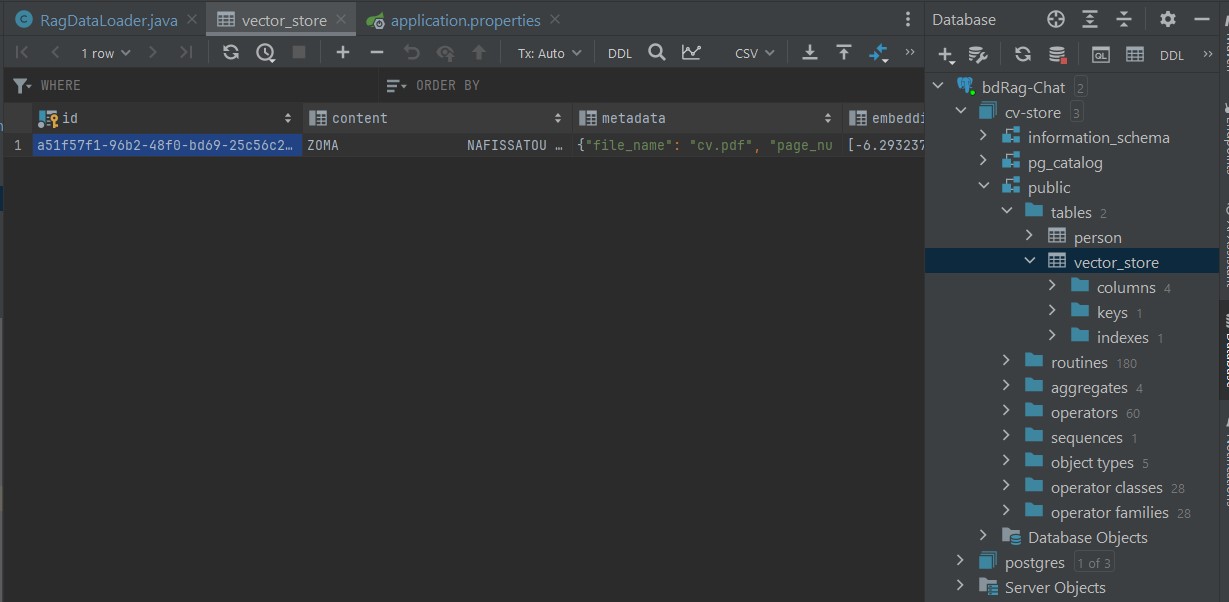 RagDataLoader.java
vector_store
application.properties
Database
1 row
Tx: Auto
DDL
CSV
QL
DDL
WHERE
ORDER BY
id
content
metadata
embeddi
1
a51f57f1-96b2-48f0-bd69-25c56c2…
ZOMA NAFISSATOU …
{"file_name": "cv.pdf", "page_nu
[-6.293237
bdRag-Chat 2
cv-store 3
information_schema
pg_catalog
public
tables 2
person
vector_store
columns 4
keys 1
indexes 1
routines 180
aggregates 4
operators 60
sequences 1
object types 5
operator classes 28
operator families 28
Database Objects
postgres 1 of 3
Server Objects